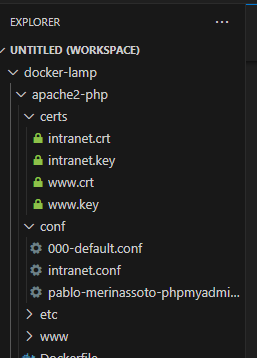 EXPLORER
UNTITLED (WORKSPACE)
docker-lamp
apache2-php
certs
intranet.crt
intranet.key
www.crt
www.key
conf
000-default.conf
intranet.conf
pablo-merinassoto-phpmyadmi...
etc
www
Dockerfile